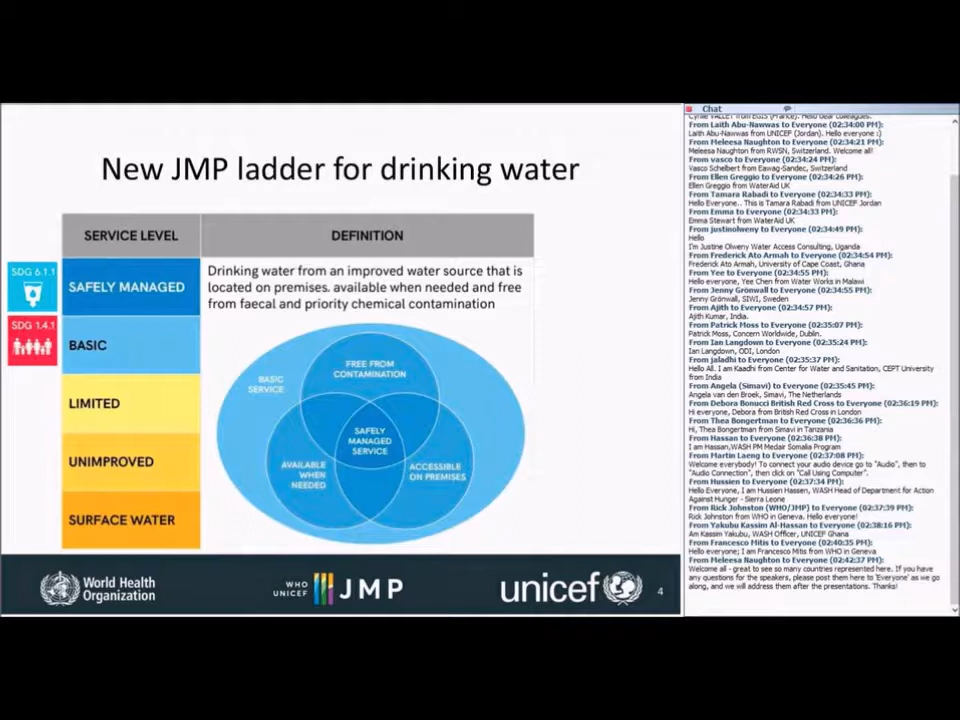 New JMP ladder for drinking water
SERVICE LEVEL
DEFINITION
SDG 6.1.1
SAFELY MANAGED
Drinking water from an improved water source that is
located on premises. available when needed and free
from faecal and priority chemical contamination
SDG 1.4.1
BASIC
LIMITED
UNIMPROVED
SURFACE WATER
BASIC
SERVICE
FREE FROM
CONTAMINATION
SAFELY
MANAGED
SERVICE
AVAILABLE
WHEN
NEEDED
ACCESSIBLE
ON PREMISES
World Health
Organization
WHO
UNICEF
JMP
unicef
4
Chat
From Laith Abu-Nawwas to Everyone (02:34:00 PM):
Laith Abu-Nawwas from UNICEF (Jordan). Hello everyone :)
From Meleesa Naughton to Everyone (02:34:21 PM):
Meleesa Naughton from RWSN, Switzerland. Welcome all!
From vasco to Everyone (02:34:24 PM):
Vasco Schelbert from Eawag-Sandec, Switzerland
From Ellen Greggio to Everyone (02:34:26 PM):
Ellen Greggio from WaterAid UK
From Tamara Rabadi to Everyone (02:34:33 PM):
Hello Everyone.. This is Tamara Rabadi from UNICEF Jordan
From Emma to Everyone (02:34:33 PM):
Emma Stewart from WaterAid UK
From justinolweny to Everyone (02:34:49 PM):
Hello
I'm Justine Olweny Water Access Consulting, Uganda
From Frederick Ato Armah to Everyone (02:34:54 PM):
Frederick Ato Armah, University of Cape Coast, Ghana
From Yee to Everyone (02:34:55 PM):
Hello everyone, Yee Chen from Water Works in Malawi
From Jenny Grönwall to Everyone (02:34:55 PM):
Jenny Grönwall, SIWI, Sweden
From Ajith to Everyone (02:34:57 PM):
Ajith Kumar, India.
From Patrick Moss to Everyone (02:35:07 PM):
Patrick Moss, Concern Worldwide, Dublin.
From Ian Langdown to Everyone (02:35:24 PM):
Ian Langdown, ODI, London
From jaladhi to Everyone (02:35:37 PM):
Hello All. I am Kaadhi from Center for Water and Sanitation, CEPT University
from India
From Angela (Simavi) to Everyone (02:35:45 PM):
Angela van den Broek, Simavi, The Netherlands
From Debora Bonucci British Red Cross to Everyone (02:36:19 PM):
Hi everyone, Debora from British Red Cross in London
From Thea Bongertman to Everyone (02:36:36 PM):
Hi, Thea Bongertman from Simavi in Tanzania
From Hassan to Everyone (02:36:38 PM):
I am Hassan,WASH PM Medair Somalia Program
From Martin Laeng to Everyone (02:37:08 PM):
Welcome everybody! To connect your audio device go to "Audio", then to
"Audio Connection", then click on "Call Using Computer".
From Hussien to Everyone (02:37:34 PM):
Hello Everyone, I am Hussien Hassen, WASH Head of Department for Action
Against Hunger - Sierra Leone
From Rick Johnston (WHO/JMP) to Everyone (02:37:39 PM):
Rick Johnston from WHO in Geneva. Hello everyone!
From Yakubu Kassim Al-Hassan to Everyone (02:38:16 PM):
Am Kassim Yakubu, WASH Officer, UNICEF Ghana
From Francesco Mitis to Everyone (02:40:35 PM):
Hello everyone; I am Francesco Mitis from WHO in Geneva
From Meleesa Naughton to Everyone (02:42:37 PM):
Welcome all - great to see so many countries represented here. If you have
any questions for the speakers, please post them here to 'Everyone' as we go
along, and we will address them after the presentations. Thanks!